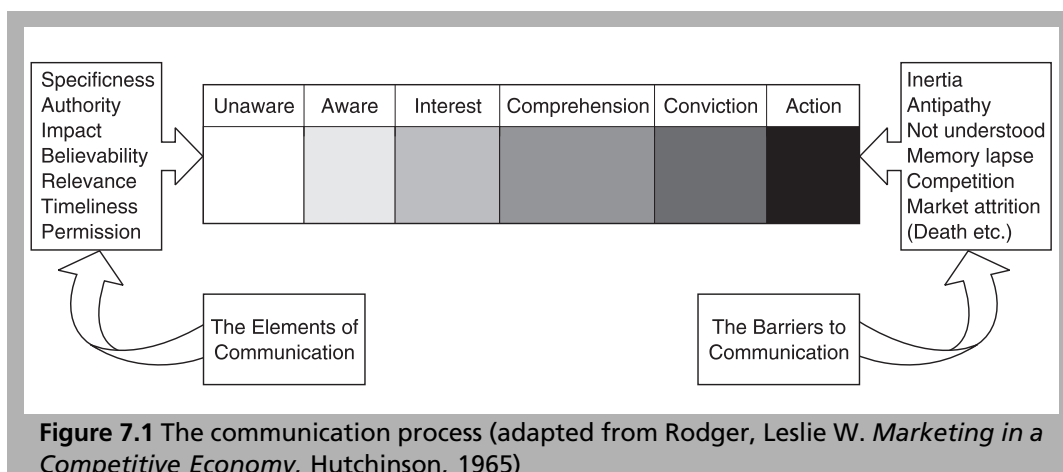 Specificness
Authority
Impact
Believability
Relevance
Timeliness
Permission
Unaware Aware Interest Comprehension Conviction Action
Inertia
Antipathy
Not understood
Memory lapse
Competition
Market attrition
(Death etc.)
The Elements of
Communication
The Barriers to
Communication
Figure 7.1 The communication process (adapted from Rodger, Leslie W. Marketing in a
Competitive Economy, Hutchinson, 1965)